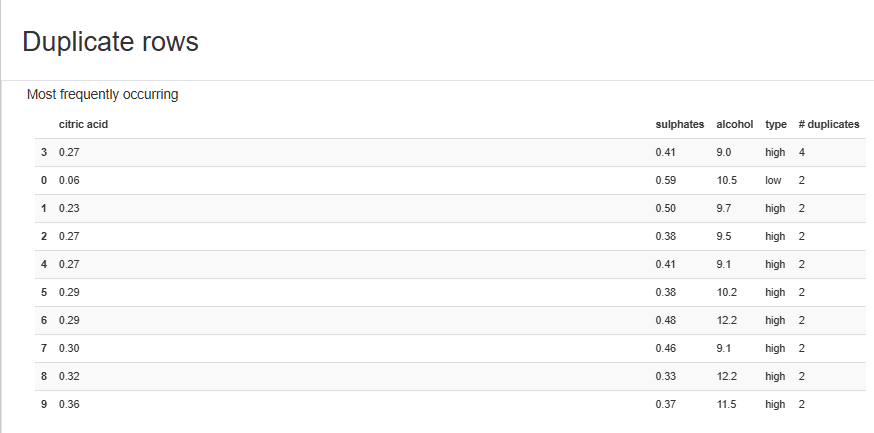 Duplicate rows
Most frequently occurring
citric acid sulphates alcohol type # duplicates
3 0.27 0.41 9.0 high 4
0 0.06 0.59 10.5 low 2
1 0.23 0.50 9.7 high 2
2 0.27 0.38 9.5 high 2
4 0.27 0.41 9.1 high 2
5 0.29 0.38 10.2 high 2
6 0.29 0.48 12.2 high 2
7 0.30 0.46 9.1 high 2
8 0.32 0.33 12.2 high 2
9 0.36 0.37 11.5 high 2